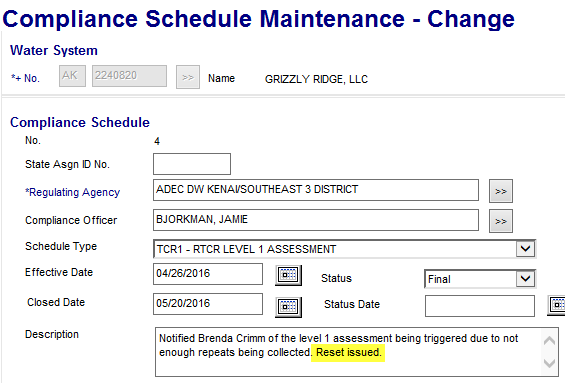 Compliance Schedule Maintenance - Change
Water System
*+ No. AK 2240820 >> Name GRIZZLY RIDGE, LLC
Compliance Schedule
No. 4
State Asgn ID No.
*Regulating Agency ADEC DW KENAI/SOUTHEAST 3 DISTRICT >>
Compliance Officer BJORKMAN, JAMIE >>
Schedule Type TCR1 - RTCR LEVEL 1 ASSESSMENT
Effective Date 04/26/2016 Status Final
Closed Date 05/20/2016 Status Date
Description Notified Brenda Crimm of the level 1 assessment being triggered due to not
enough repeats being collected. Reset issued.